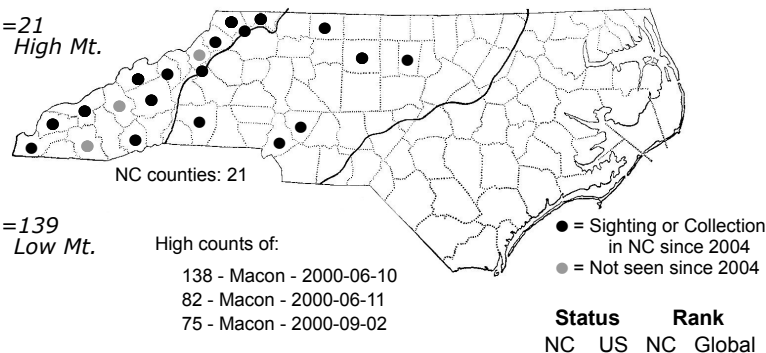 =21
High Mt.
NC counties: 21
=139
Low Mt.
High counts of:
138 - Macon - 2000-06-10
82 - Macon - 2000-06-11
75 - Macon - 2000-09-02
= Sighting or Collection
in NC since 2004
= Not seen since 2004
Status Rank
NC US NC Global